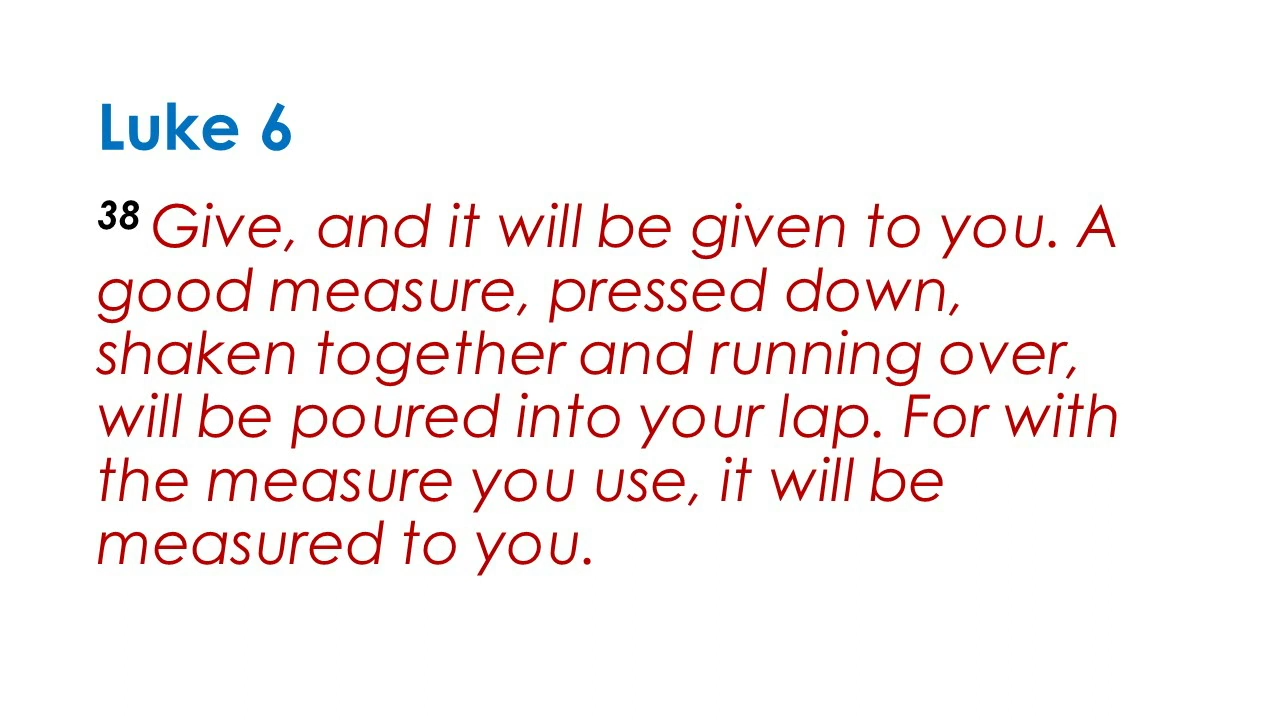 Luke 6
38 Give, and it will be given to you. A
good measure, pressed down,
shaken together and running over,
will be poured into your lap. For with
the measure you use, it will be
measured to you.